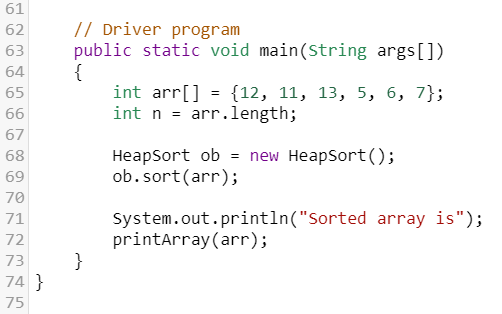 61
62     // Driver program
63     public static void main(String args[])
64     {
65         int arr[] = {12, 11, 13, 5, 6, 7};
66         int n = arr.length;
67
68         HeapSort ob = new HeapSort();
69         ob.sort(arr);
70
71         System.out.println("Sorted array is");
72         printArray(arr);
73     }
74 }
75